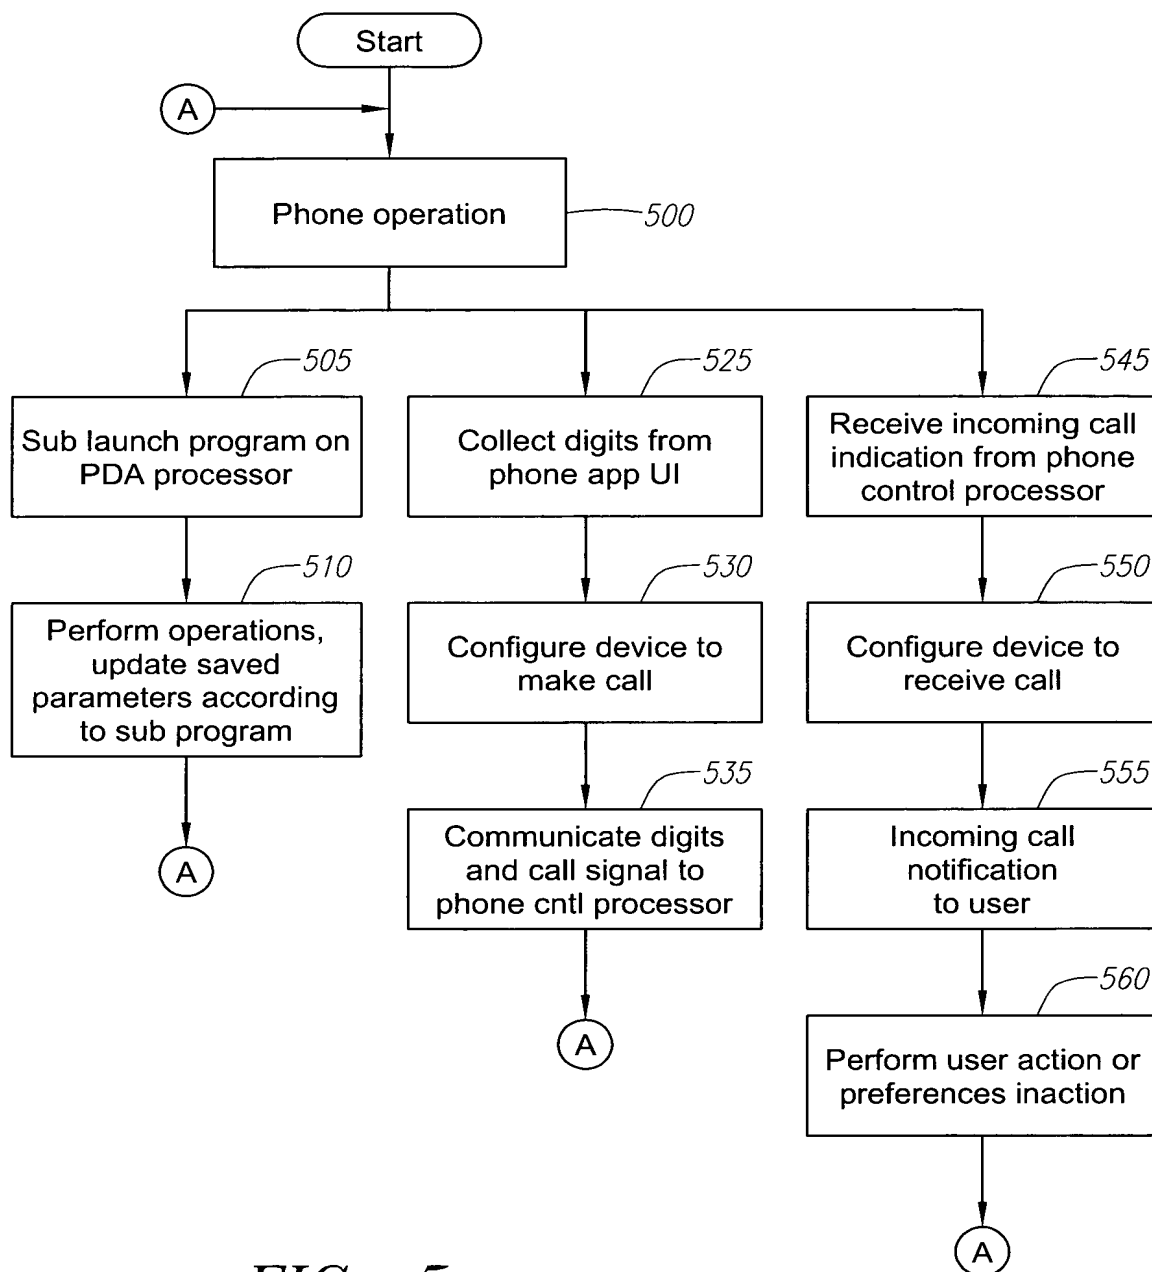 Start
A
Phone operation
500
505
Sub launch program on
PDA processor
510
Perform operations,
update saved
parameters according
to sub program
A
525
Collect digits from
phone app UI
530
Configure device to
make call
535
Communicate digits
and call signal to
phone cntl processor
A
545
Receive incoming call
indication from phone
control processor
550
Configure device to
receive call
555
Incoming call
notification
to user
560
Perform user action or
preferences inaction
A